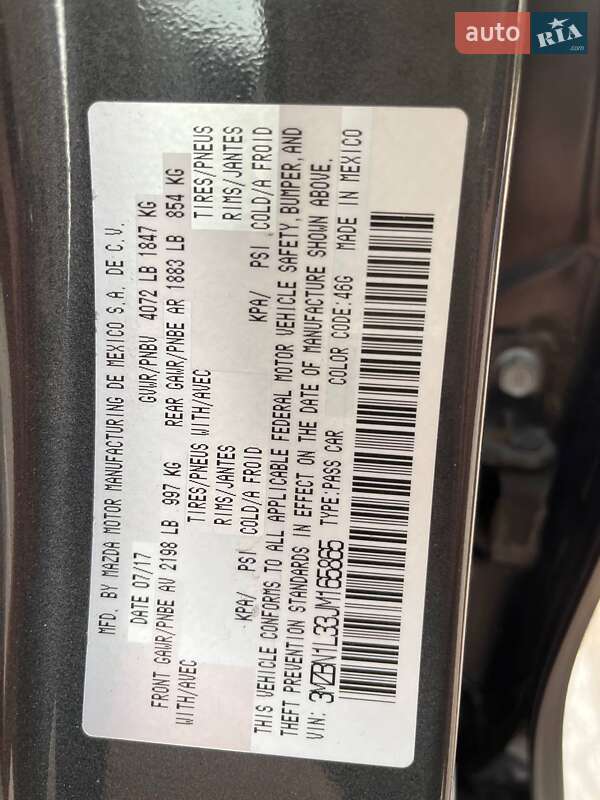 auto RIA.com
MFD. BY MAZDA MOTOR MANUFACTURING DE MEXICO S.A. DE C.V.
DATE 07/17 GVWR/PNBV 4072 LB 1847 KG
FRONT GAWR/PNBE AV 2198 LB 997 KG REAR GAWR/PNBE AR 1883 LB 854 KG
WITH/AVEC TIRES/PNEUS WITH/AVEC TIRES/PNEUS
RIMS/JANTES RIMS/JANTES
KPA/ PSI COLD/A FROID KPA/ PSI COLD/A FROID
THIS VEHICLE CONFORMS TO ALL APPLICABLE FEDERAL MOTOR VEHICLE SAFETY, BUMPER, AND
THEFT PREVENTION STANDARDS IN EFFECT ON THE DATE OF MANUFACTURE SHOWN ABOVE.
VIN: 3MZBN1L33JM165865 TYPE:PASS CAR COLOR CODE:46G MADE IN MEXICO